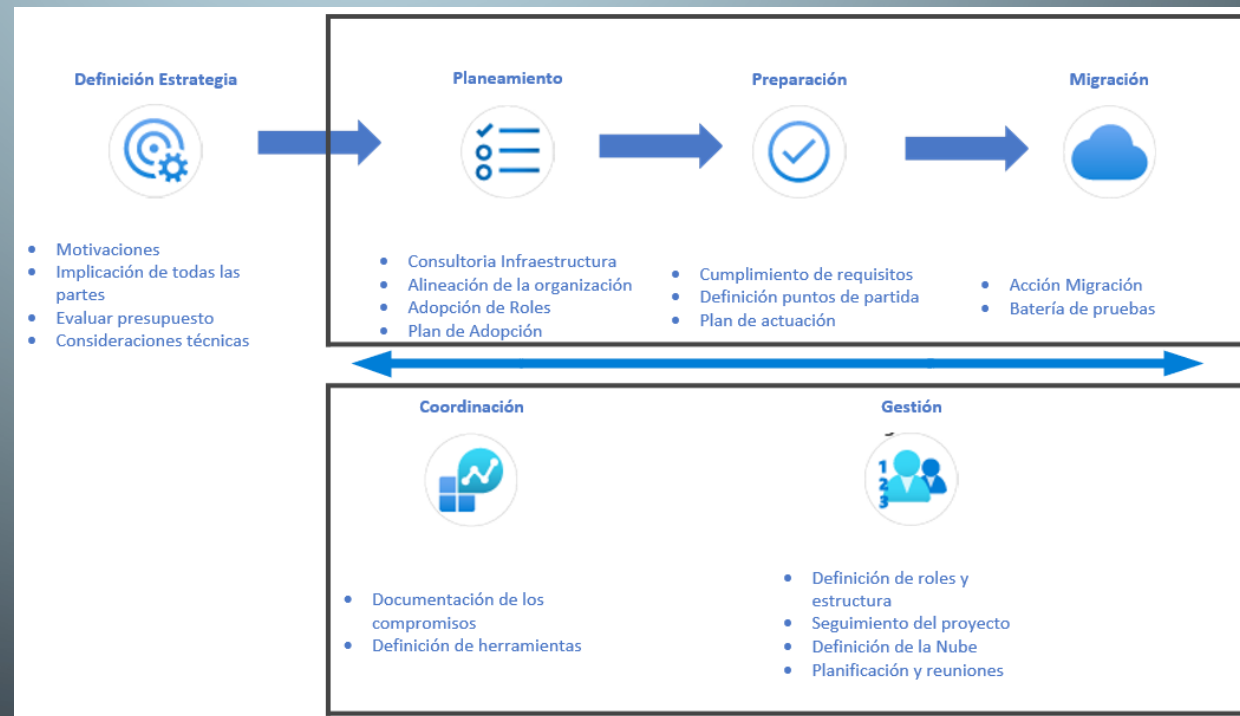 Definición Estrategia
Planeamiento
Preparación
Migración
Motivaciones
Implicación de todas las
partes
Evaluar presupuesto
Consideraciones técnicas
Consultoria Infraestructura
Alineación de la organización
Adopción de Roles
Plan de Adopción
Cumplimiento de requisitos
Definición puntos de partida
Plan de actuación
Acción Migración
Batería de pruebas
Coordinación
Gestión
1
2
3
Documentación de los
compromisos
Definición de herramientas
Definición de roles y
estructura
Seguimiento del proyecto
Definición de la Nube
Planificación y reuniones